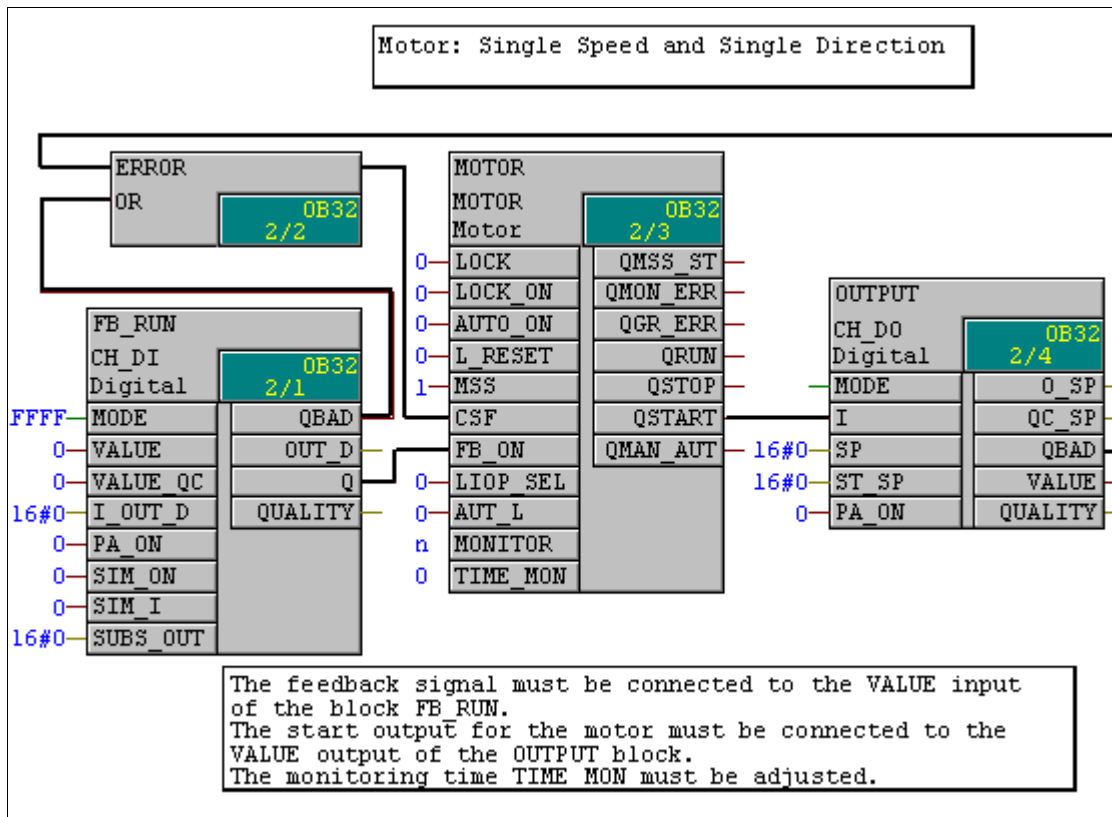 Motor: Single Speed and Single Direction
ERROR
OR
OB32
2/2
FB_RUN
CH_DI
Digital
OB32
2/1
FFFF MODE QBAD
0 VALUE OUT_D
0 VALUE_QC Q
16#0 I_OUT_D QUALITY
0 PA_ON
0 SIM_ON
0 SIM_I
16#0 SUBS_OUT
MOTOR
MOTOR
Motor
OB32
2/3
0 LOCK QMSS_ST
0 LOCK_ON QMON_ERR
0 AUTO_ON QGR_ERR
0 L_RESET QRUN
1 MSS QSTOP
CSF QSTART
FB_ON QMAN_AUT
0 LIOP_SEL
0 AUT_L
n MONITOR
0 TIME_MON
OUTPUT
CH_DO
Digital
OB32
2/4
MODE O_SP
I QC_SP
16#0 SP QBAD
16#0 ST_SP VALUE
0 PA_ON QUALITY
The feedback signal must be connected to the VALUE input
of the block FB_RUN.
The start output for the motor must be connected to the
VALUE output of the OUTPUT block.
The monitoring time TIME MON must be adjusted.